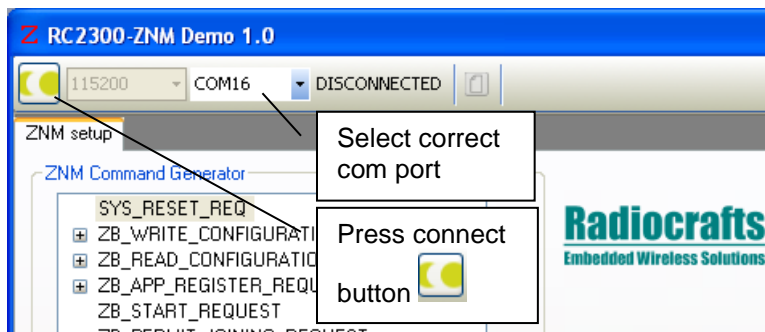 Z RC2300-ZNM Demo 1.0
115200 COM16 DISCONNECTED
Select correct
com port
ZNM setup
ZNM Command Generator
SYS_RESET_REQ
ZB_WRITE_CONFIGURATI
ZB_READ_CONFIGURATIO
ZB_APP_REGISTER_REQU
ZB_START_REQUEST
ZB_PERMIT_JOINING_REQUEST
Press connect
button
Radiocrafts
Embedded Wireless Solutions